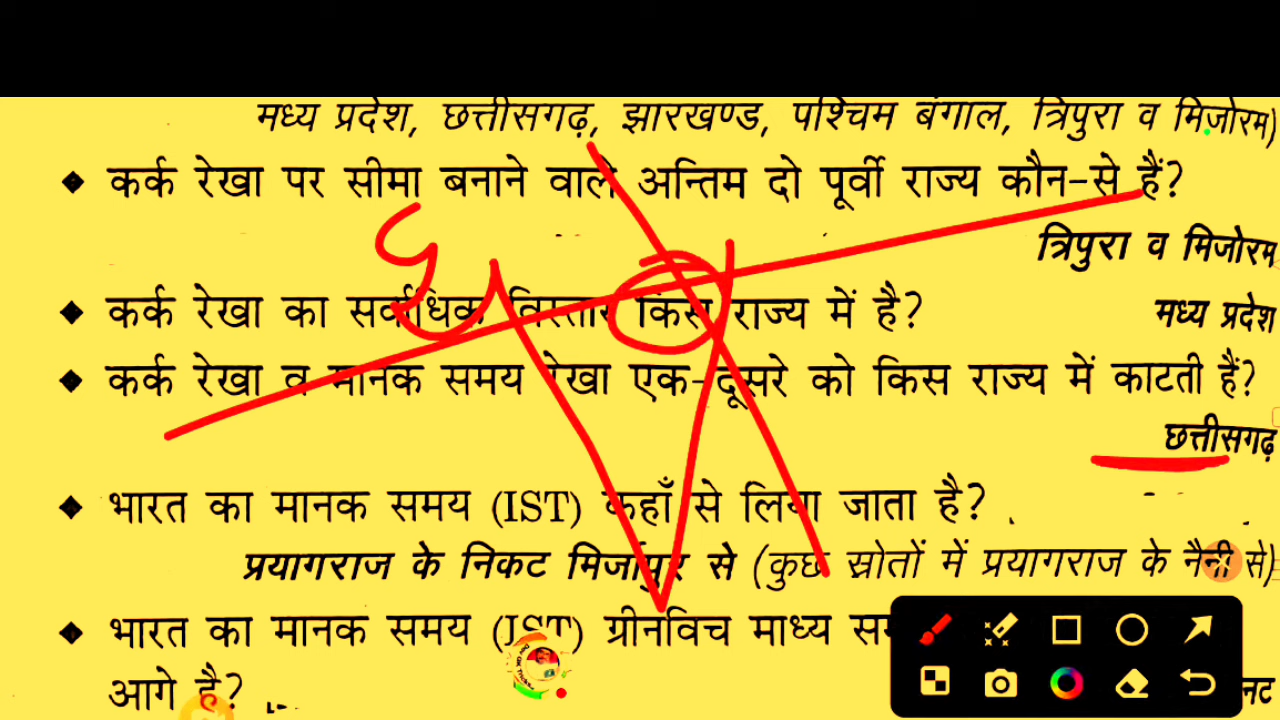 मध्य प्रदेश, छत्तीसगढ़, झारखण्ड, पश्चिम बंगाल, त्रिपुरा व मिजोरम)
कर्क रेखा पर सीमा बनाने वाले अन्तिम दो पूर्वी राज्य कौन-से हैं?
त्रिपुरा व मिजोरम
कर्क रेखा का सर्वाधिक विस्तार किस राज्य में है?
मध्य प्रदेश
कर्क रेखा व मानक समय रेखा एक-दूसरे को किस राज्य में काटती हैं?
छत्तीसगढ़
भारत का मानक समय (IST) कहाँ से लिया जाता है?
प्रयागराज के निकट मिर्जापुर से (कुछ स्रोतों में प्रयागराज के नैनी से)
भारत का मानक समय (IST) ग्रीनविच माध्य
आगे है?